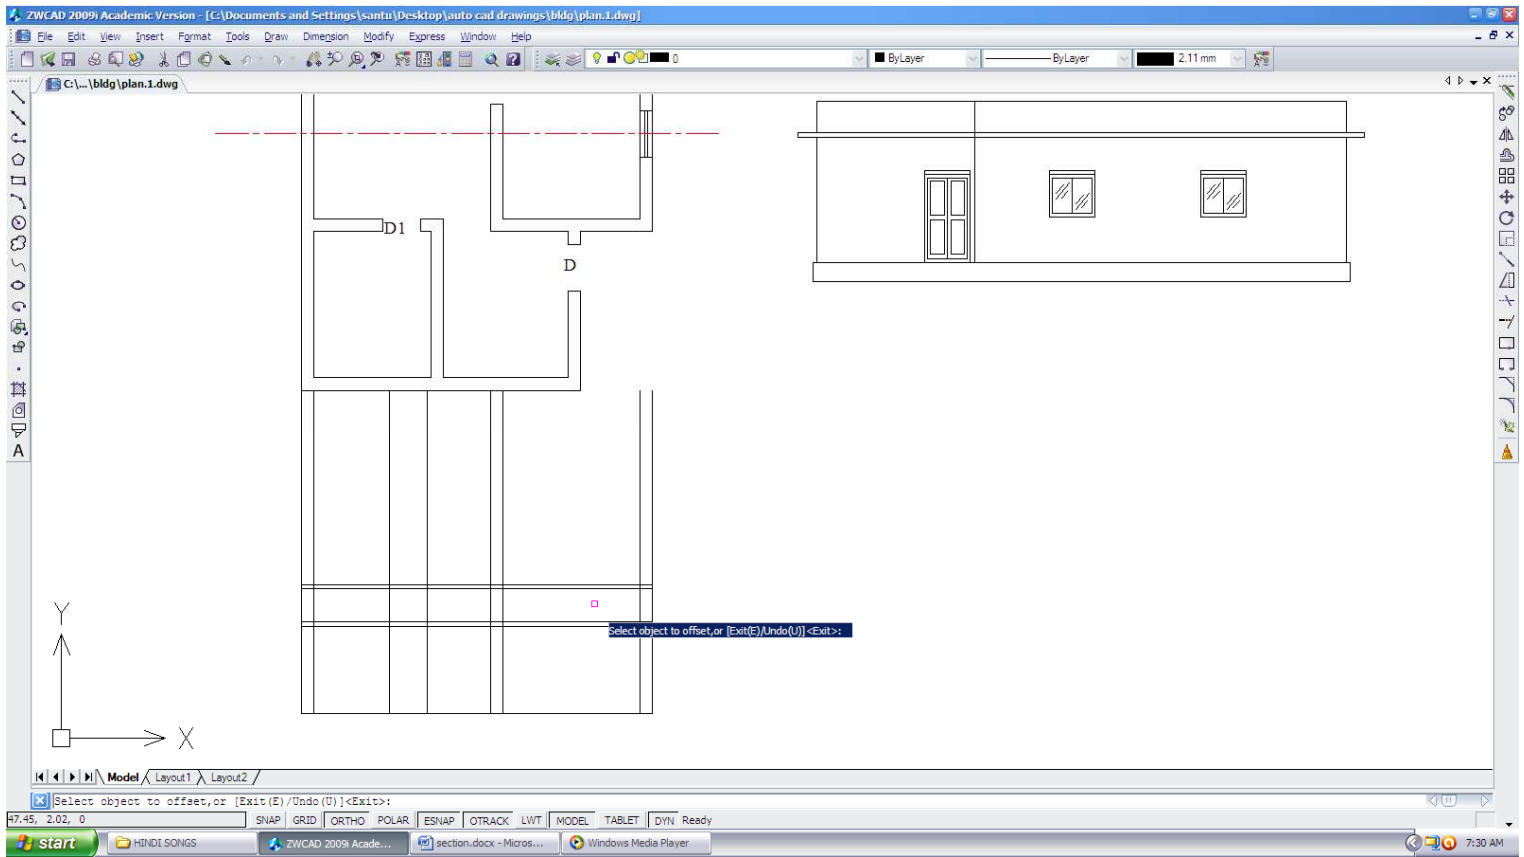 ZWCAD 2009i Academic Version - [C:\Documents and Settings\santu\Desktop\auto cad drawings\bldg\plan.1.dwg]
File Edit View Insert Format Tools Draw Dimension Modify Express Window Help
0 ByLayer ByLayer 2.11 mm
C:\...\bldg\plan.1.dwg
D1
D
Select object to offset,or [Exit(E)/Undo(U)]<Exit>:
Y
X
A
Model Layout1 Layout2
Select object to offset,or [Exit(E)/Undo(U)]<Exit>:
47.45, 2.02, 0 SNAP GRID ORTHO POLAR ESNAP OTRACK LWT MODEL TABLET DYN Ready
start HINDI SONGS ZWCAD 2009i Acade... section.docx - Micros... Windows Media Player 7:30 AM